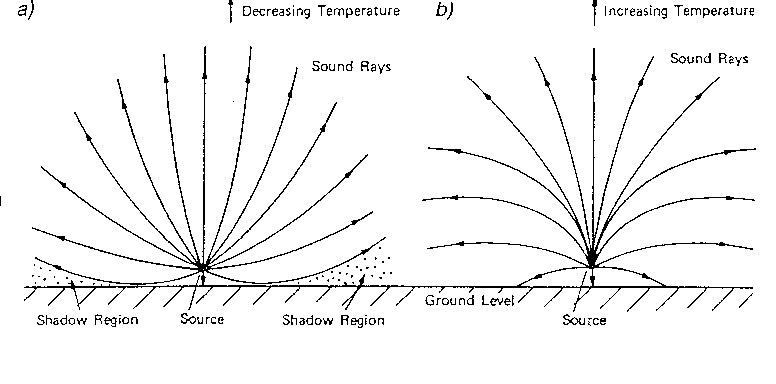 a)
Decreasing Temperature
Sound Rays
Shadow Region
Source
Shadow Region
b)
Increasing Temperature
Sound Rays
Ground Level
Source